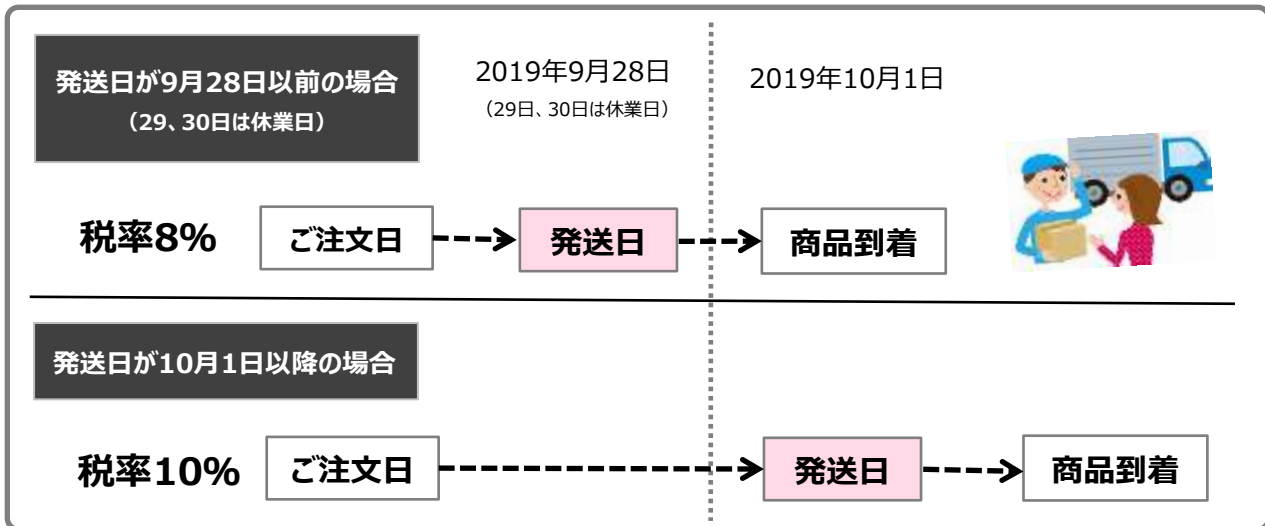 発送日が9月28日以前の場合
（29、30日は休業日）
2019年9月28日
（29日、30日は休業日）
2019年10月1日
税率8%
ご注文日
発送日
商品到着
発送日が10月1日以降の場合
税率10%
ご注文日
発送日
商品到着